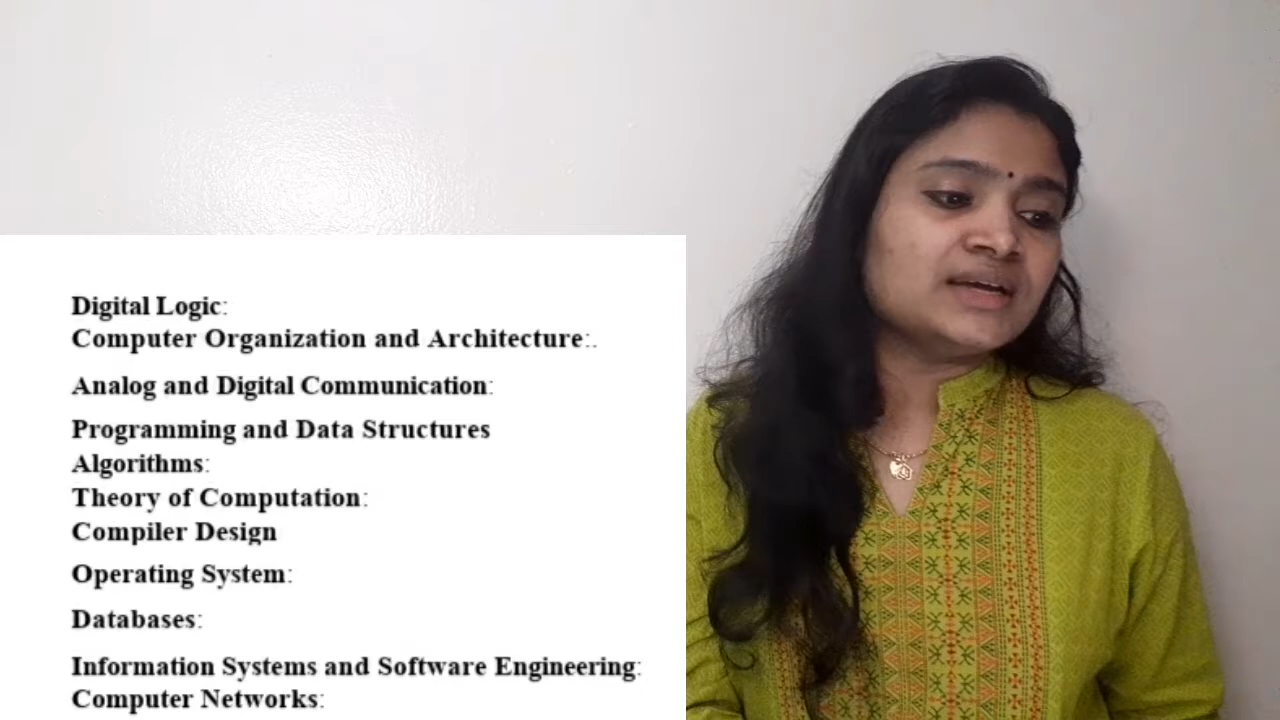 Digital Logic:
Computer Organization and Architecture:.
Analog and Digital Communication:
Programming and Data Structures
Algorithms:
Theory of Computation:
Compiler Design
Operating System:
Databases:
Information Systems and Software Engineering:
Computer Networks: